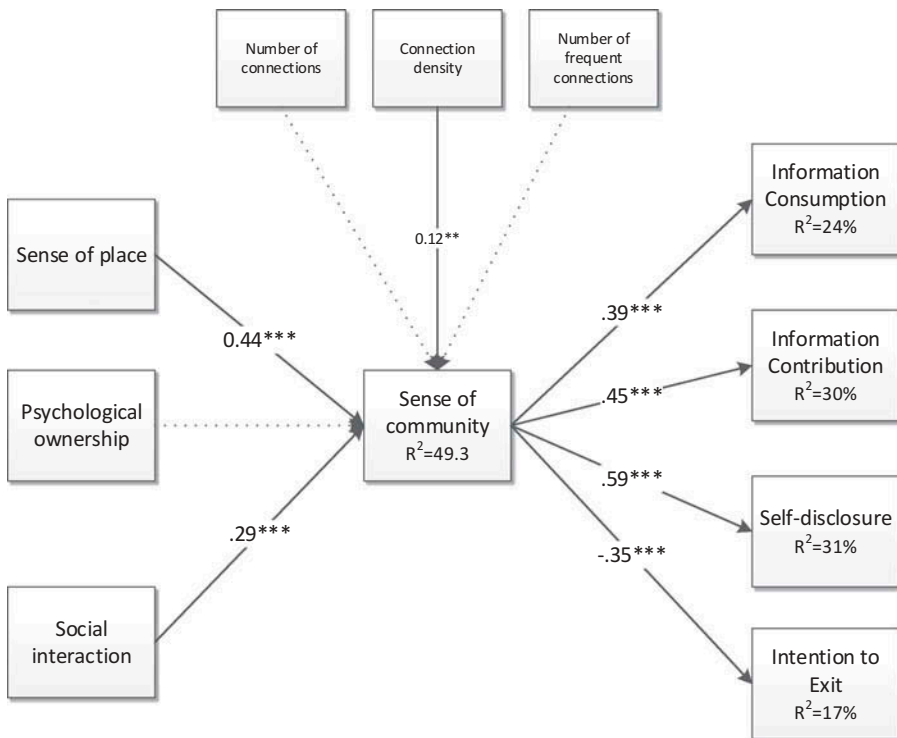 Number of
connections
Connection
density
Number of
frequent
connections
Information
Consumption
R²=24%
Sense of place
0.12**
.39***
0.44***
Information
Contribution
R²=30%
Psychological
ownership
Sense of
community
R²=49.3
.45***
.59***
Self-disclosure
R²=31%
.29***
-.35***
Social
interaction
Intention to
Exit
R²=17%